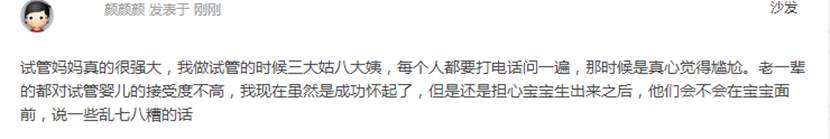 颜颜颜 发表于 刚刚
沙发
试管妈妈真的很强大，我做试管的时候三大姑八大姨，每个人都要打电话问一遍，那时候是真心觉得尴尬。老一辈
的都对试管婴儿的接受度不高，我现在虽然是成功怀起了，但是还是担心宝宝生出来之后，他们会不会在宝宝面
前，说一些乱七八糟的话